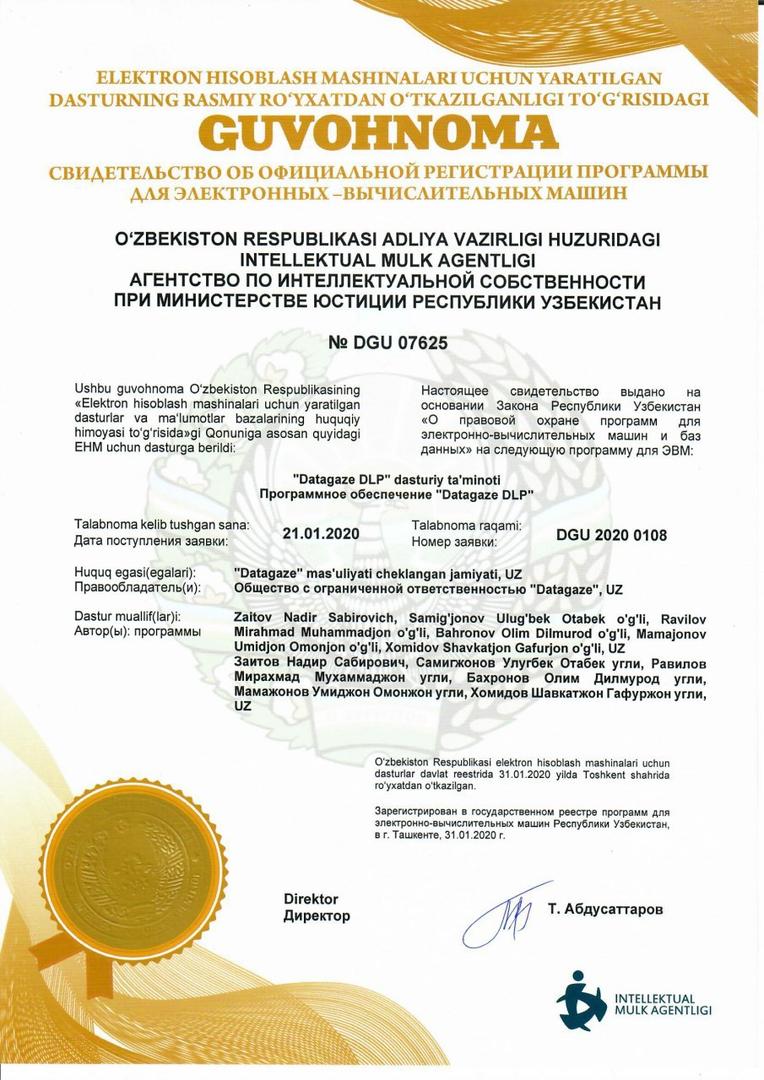 ELEKTRON HISOBLASH MASHINALARI UCHUN YARATILGAN
DASTURNING RASMIY RO‘YXATDAN O‘TKAZILGANLIGI TO‘G‘RISIDAGI
GUVOHNOMA
СВИДЕТЕЛЬСТВО ОБ ОФИЦИАЛЬНОЙ РЕГИСТРАЦИИ ПРОГРАММЫ
ДЛЯ ЭЛЕКТРОННЫХ –ВЫЧИСЛИТЕЛЬНЫХ МАШИН
O‘ZBEKISTON RESPUBLIKASI ADLIYA VAZIRLIGI HUZURIDAGI
INTELLEKTUAL MULK AGENTLIGI
АГЕНТСТВО ПО ИНТЕЛЛЕКТУАЛЬНОЙ СОБСТВЕННОСТИ
ПРИ МИНИСТЕРСТВЕ ЮСТИЦИИ РЕСПУБЛИКИ УЗБЕКИСТАН
№ DGU 07625
Ushbu guvohnoma O‘zbekiston Respublikasining
«Elektron hisoblash mashinalari uchun yaratilgan
dasturlar va ma’lumotlar bazalarining huquqiy
himoyasi to‘g‘risida»gi Qonuniga asosan quyidagi
EHM uchun dasturga berildi:
Настоящее свидетельство выдано на
основании Закона Республики Узбекистан
«О правовой охране программ для
электронно-вычислительных машин и баз
данных» на следующую программу для ЭВМ:
"Datagaze DLP" dasturiy ta'minoti
Программное обеспечение "Datagaze DLP"
Talabnoma kelib tushgan sana:
Дата поступления заявки:
21.01.2020
Talabnoma raqami:
Номер заявки:
DGU 2020 0108
Huquq egasi(egalari):
Правообладатель(и):
"Datagaze" mas'uliyati cheklangan jamiyati, UZ
Общество с ограниченной ответственностью "Datagaze", UZ
Dastur muallif(lar)i:
Автор(ы): программы
Zaitov Nadir Sabirovich, Samig'jonov Ulug'bek Otabek o'g'li, Ravilov
Mirahmad Muhammadjon o'g'li, Bahronov Olim Dilmurod o'g'li, Mamajonov
Umidjon Omonjon o'g'li, Xomidov Shavkatjon Gafurjon o'g'li, UZ
Заитов Надир Сабирович, Самигжонов Улугбек Отабек угли, Равилов
Мирахмад Мухаммаджон угли, Бахронов Олим Дилмурод угли,
Мамажонов Умиджон Омонжон угли, Хомидов Шавкатжон Гафуржон угли,
UZ
O‘zbekiston Respublikasi elektron hisoblash mashinalari uchun
dasturlar davlat reestrida 31.01.2020 yilda Toshkent shahrida
ro‘yxatdan o‘tkazilgan.
Зарегистрирован в государственном реестре программ для
электронно-вычислительных машин Республики Узбекистан,
в г. Ташкенте, 31.01.2020 г.
Direktor
Директор
Т. Абдусаттаров
INTELLEKTUAL
MULK AGENTLIGI